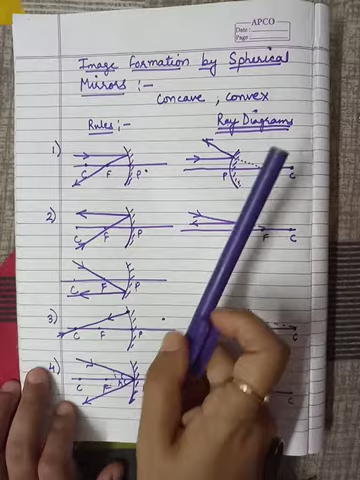 APCO
Date :
Page :
Image Formation by Spherical
Mirrors :-
Concave , Convex
Rules :-
Ray Diagrams
1)
C F P
P C
2)
C F P
F C
C F P
3)
C F P
C
4)
C F
C